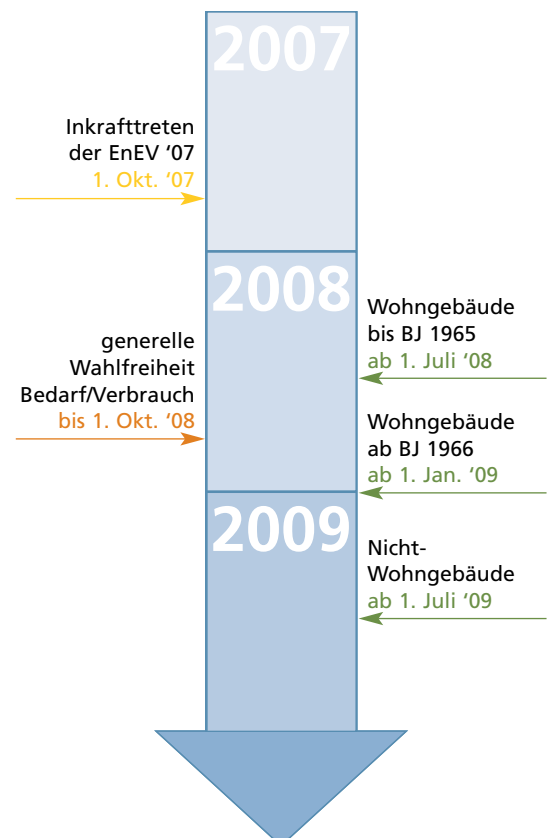 2007
Inkrafttreten
der EnEV ‘07
1. Okt. ‘07
2008
Wohngebäude
bis BJ 1965
ab 1. Juli ‘08
generelle
Wahlfreiheit
Bedarf/Verbrauch
bis 1. Okt. ‘08
Wohngebäude
ab BJ 1966
ab 1. Jan. ‘09
2009
Nicht-
Wohngebäude
ab 1. Juli ‘09